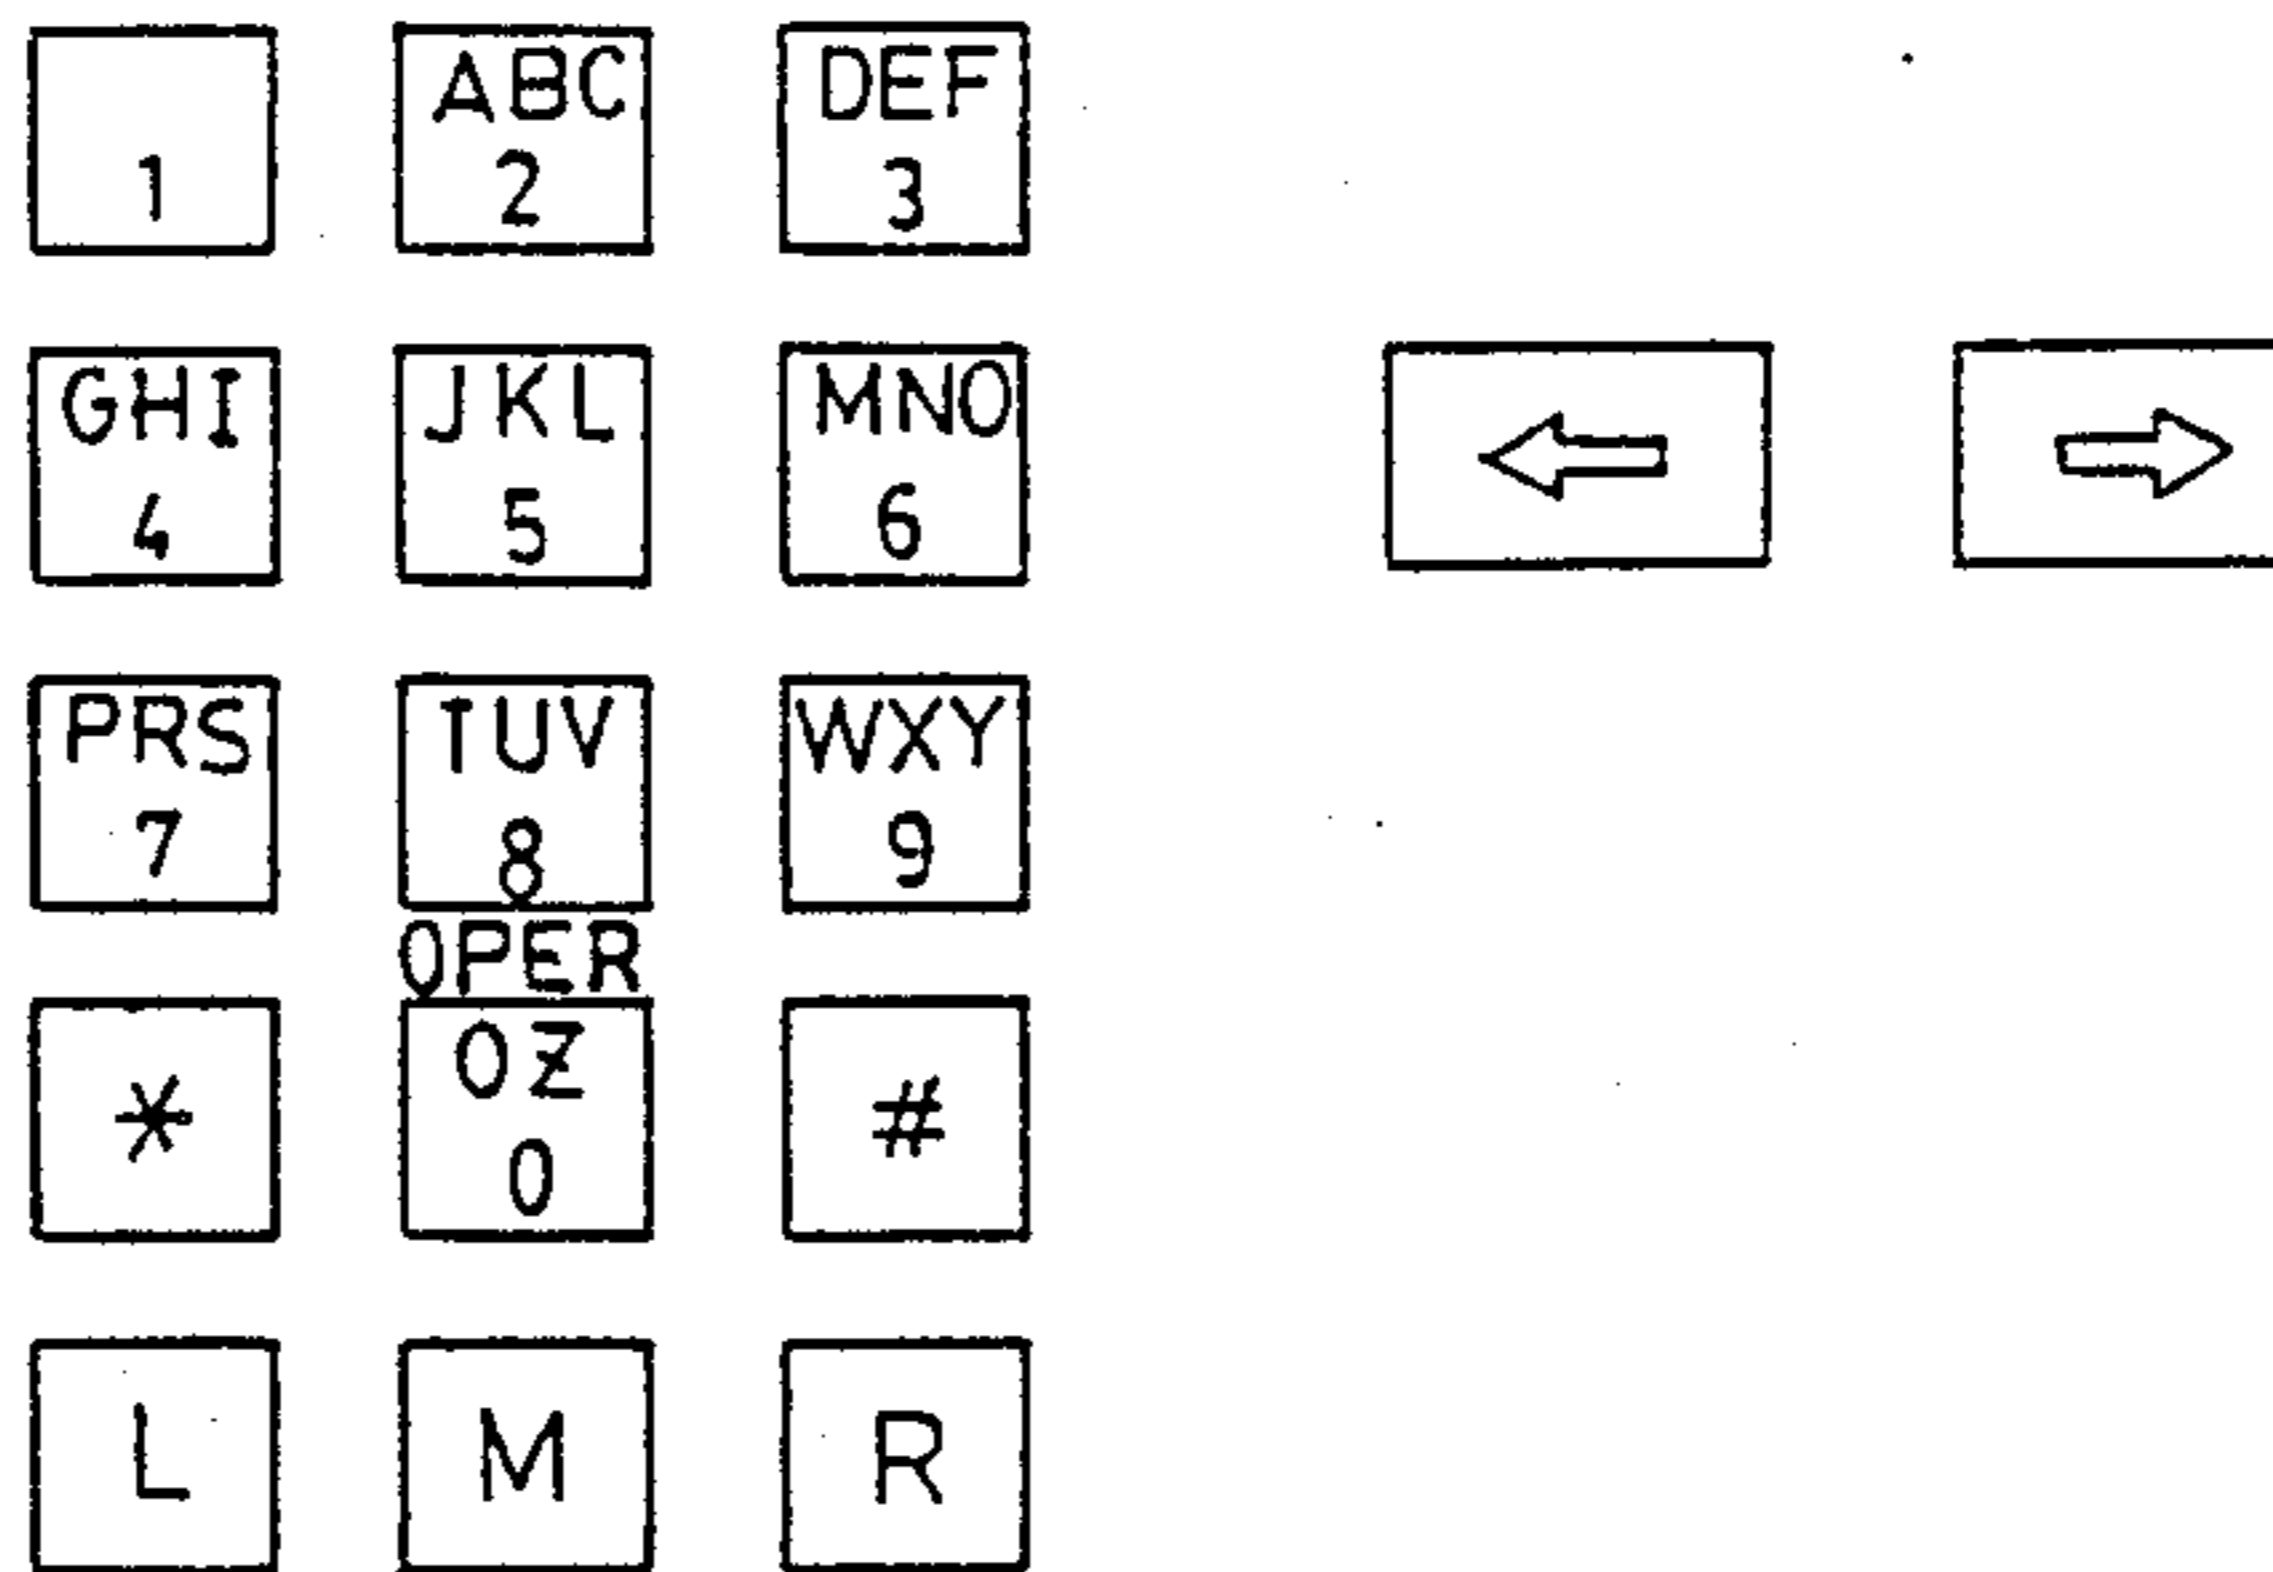 ABC DEF
1 2 3
GHI JKL MNO
4 5 6
PRS TUV WXY
7 8 9
OPER
* OZ #
0
L M R